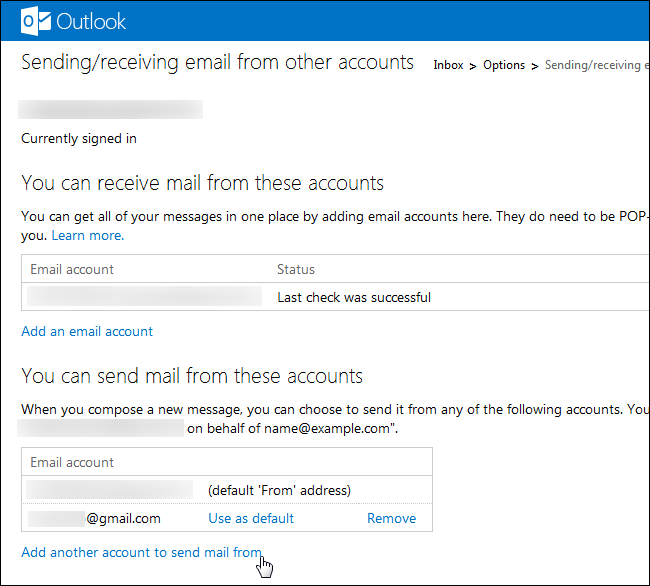 Outlook
Sending/receiving email from other accounts
Inbox > Options > Sending/receiving e
Currently signed in
You can receive mail from these accounts
You can get all of your messages in one place by adding email accounts here. They do need to be POP-
you. Learn more.
Email account Status
Last check was successful
Add an email account
You can send mail from these accounts
When you compose a new message, you can choose to send it from any of the following accounts. You
on behalf of name@example.com".
Email account
(default 'From' address)
@gmail.com Use as default Remove
Add another account to send mail from